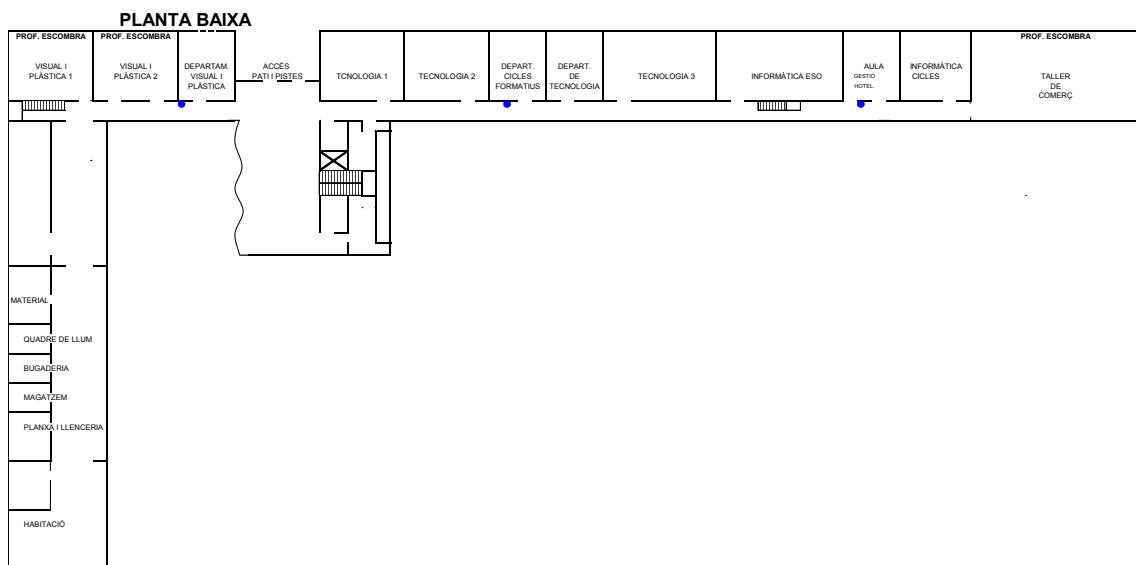 PLANTA BAIXA
PROF. ESCOMBRA
VISUAL I
PLÀSTICA 1
PROF. ESCOMBRA
VISUAL I
PLÀSTICA 2
DEPARTAM.
VISUAL I
PLÀSTICA
ACCÉS
PATI I PISTES
TCNOLOGIA 1
TECNOLOGIA 2
DEPART.
CICLES
FORMATIUS
DEPART.
DE
TECNOLOGIA
TECNOLOGIA 3
INFORMÀTICA ESO
AULA
GESTIÓ
HOTEL.
INFORMÀTICA
CICLES
PROF. ESCOMBRA
TALLER
DE
COMERÇ
MATERIAL
QUADRE DE LLUM
BUGADERIA
MAGATZEM
PLANXA I LLENCERIA
HABITACIÓ